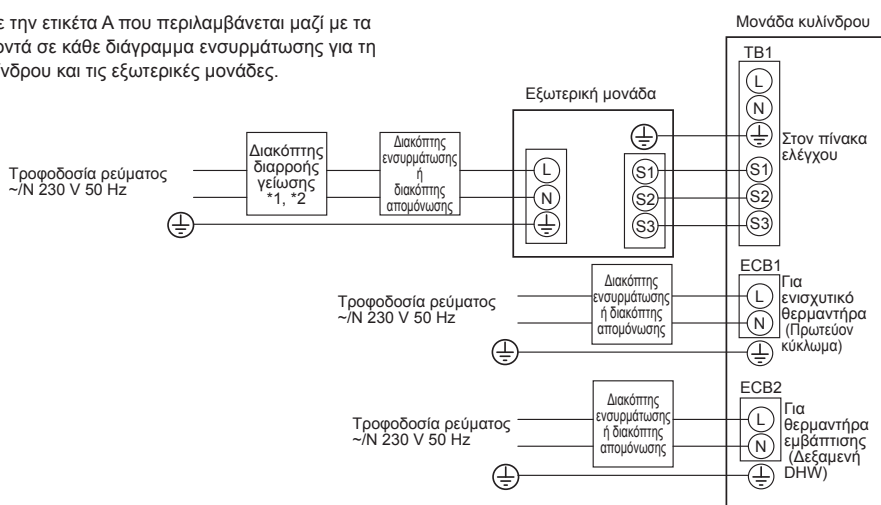 ε την ετικέτα Α που περιλαμβάνεται μαζί με τα
οντά σε κάθε διάγραμμα ενσυρμάτωσης για τη
νδρου και τις εξωτερικές μονάδες.
Μονάδα κυλίνδρου
TB1
L
N
Στον πίνακα
ελέγχου
S1
S2
S3
Εξωτερική μονάδα
L
N
S1
S2
S3
Διακόπτης
διαρροής
γείωσης
*1, *2
Διακόπτης
ενσυρμάτωσης
ή
διακόπτης
απομόνωσης
Τροφοδοσία ρεύματος
~/N 230 V 50 Hz
ECB1
L
N
Για
ενισχυτικό
θερμαντήρα
(Πρωτεύον
κύκλωμα)
Διακόπτης
ενσυρμάτωσης
ή διακόπτης
απομόνωσης
Τροφοδοσία ρεύματος
~/N 230 V 50 Hz
ECB2
L
N
Για
θερμαντήρα
εμβάπτισης
(Δεξαμενή
DHW)
Διακόπτης
ενσυρμάτωσης
ή διακόπτης
απομόνωσης
Τροφοδοσία ρεύματος
~/N 230 V 50 Hz